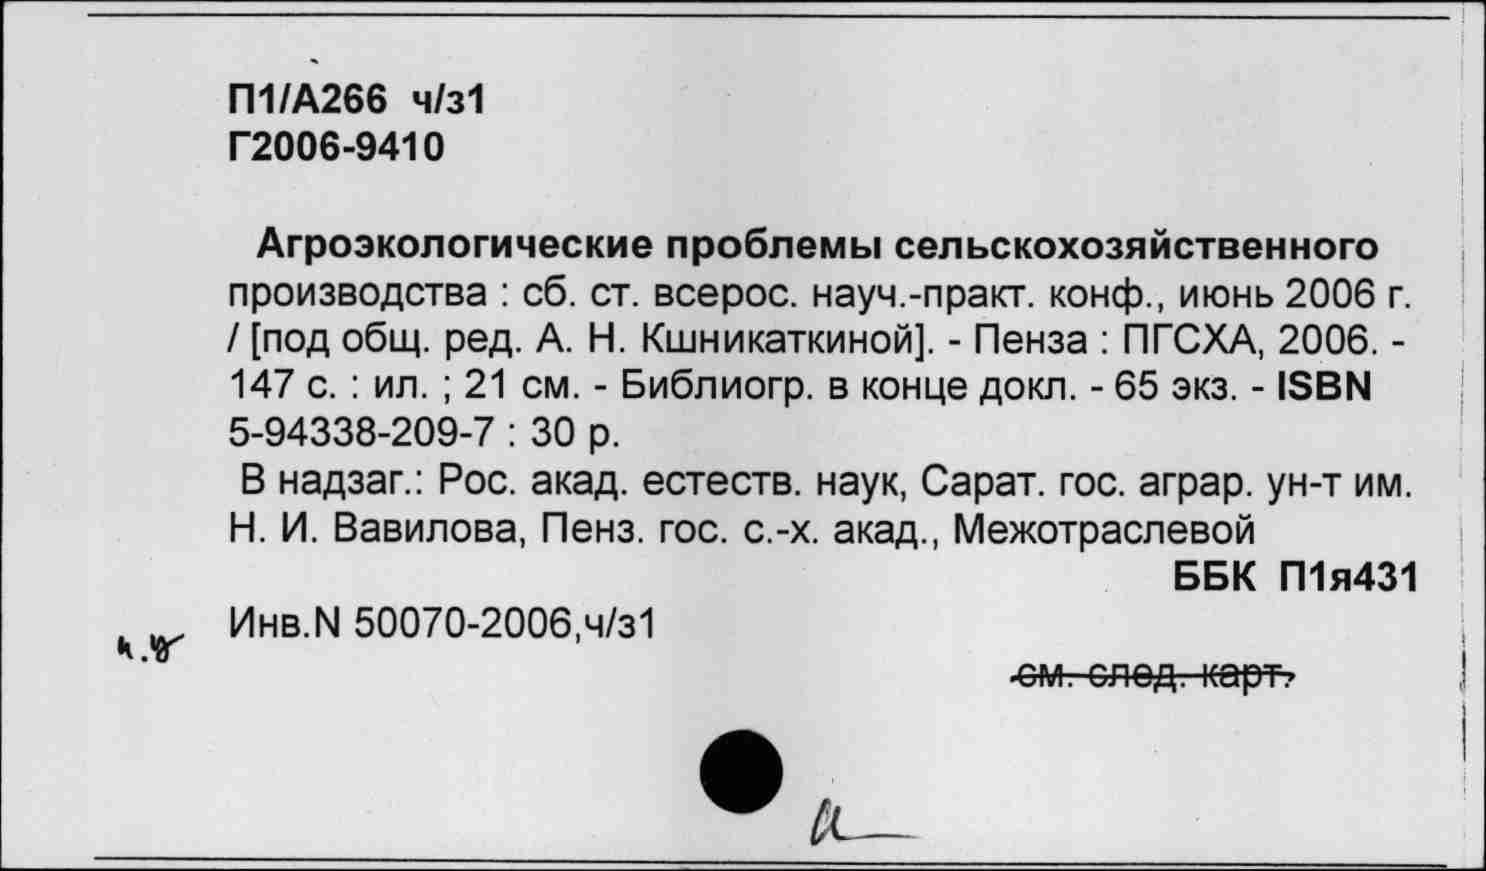 П1/А266 ч/з1
Г2006-9410
Агроэкологические проблемы сельскохозяйственного
производства : сб. ст. всерос. науч.-практ. конф., июнь 2006 г.
/ [под общ. ред. А. Н. Кшникаткиной]. - Пенза : ПГСХА, 2006. -
147 с. : ил. ; 21 см. - Библиогр. в конце докл. - 65 экз. - ISBN
5-94338-209-7 : 30 р.
В надзаг.: Рос. акад. естеств. наук, Сарат. гос. аграр. ун-т им.
Н. И. Вавилова, Пенз. гос. с.-х. акад., Межотраслевой
ББК П1я431
Инв.N 50070-2006,ч/з1
см. след. карт.